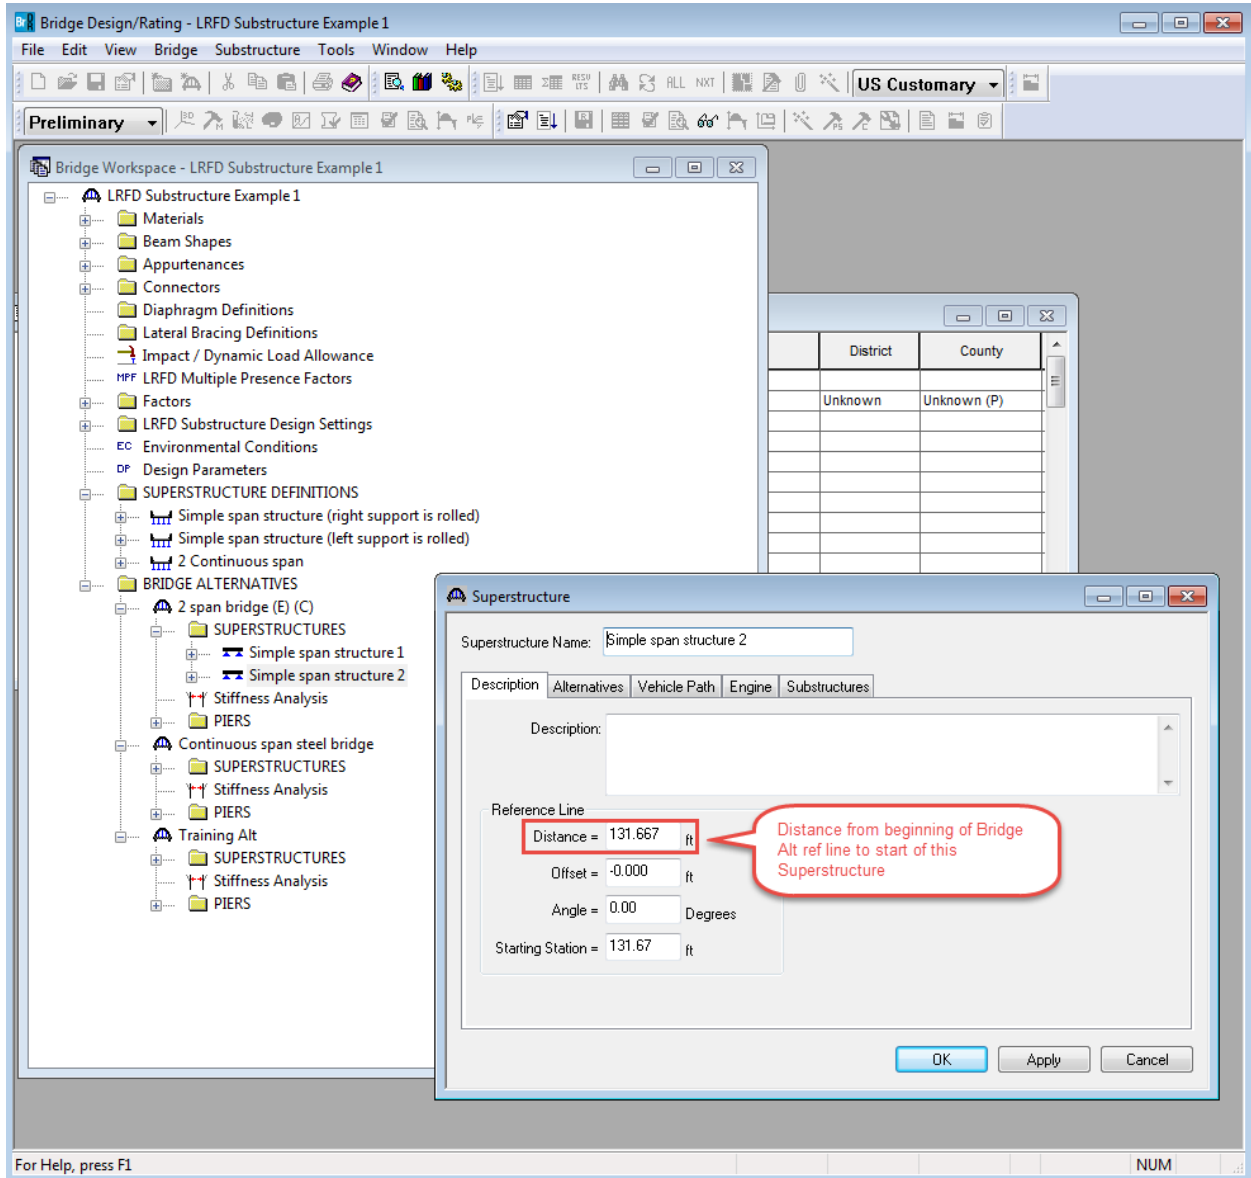 Bridge Design/Rating - LRFD Substructure Example 1
File Edit View Bridge Substructure Tools Window Help
ALL NXT US Customary
Preliminary
Bridge Workspace - LRFD Substructure Example 1
LRFD Substructure Example 1
Materials
Beam Shapes
Appurtenances
Connectors
Diaphragm Definitions
Lateral Bracing Definitions
Impact / Dynamic Load Allowance
MPF LRFD Multiple Presence Factors
Factors
LRFD Substructure Design Settings
EC Environmental Conditions
DP Design Parameters
SUPERSTRUCTURE DEFINITIONS
Simple span structure (right support is rolled)
Simple span structure (left support is rolled)
2 Continuous span
BRIDGE ALTERNATIVES
2 span bridge (E) (C)
SUPERSTRUCTURES
Simple span structure 1
Simple span structure 2
Stiffness Analysis
PIERS
Continuous span steel bridge
SUPERSTRUCTURES
Stiffness Analysis
PIERS
Training Alt
SUPERSTRUCTURES
Stiffness Analysis
PIERS
District County
Unknown Unknown (P)
Superstructure
Superstructure Name: Simple span structure 2
Description Alternatives Vehicle Path Engine Substructures
Description:
Reference Line
Distance = 131.667 ft
Offset = -0.000 ft
Angle = 0.00 Degrees
Starting Station = 131.67 ft
Distance from beginning of Bridge
Alt ref line to start of this
Superstructure
OK Apply Cancel
For Help, press F1 NUM